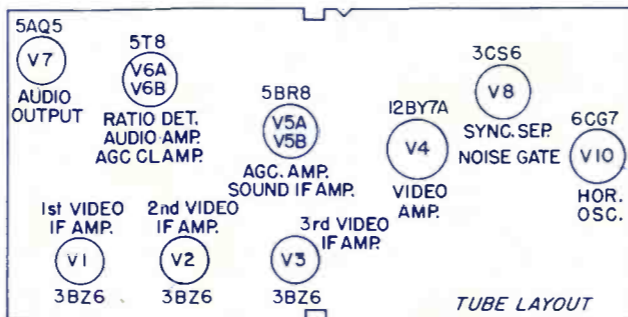 5AQ5
V7
AUDIO
OUTPUT
5T8
V6A
V6B
RATIO DET.
AUDIO AMP.
AGC CLAMP.
5BR8
V5A
V5B
AGC. AMP.
SOUND IF AMP.
12BY7A
V4
VIDEO
AMP.
3CS6
V8
SYNC. SEP.
NOISE GATE
6CG7
V10
HOR.
OSC.
1st VIDEO
IF AMP.
V1
3BZ6
2nd VIDEO
IF AMP.
V2
3BZ6
3rd VIDEO
IF AMP.
V3
3BZ6
TUBE LAYOUT